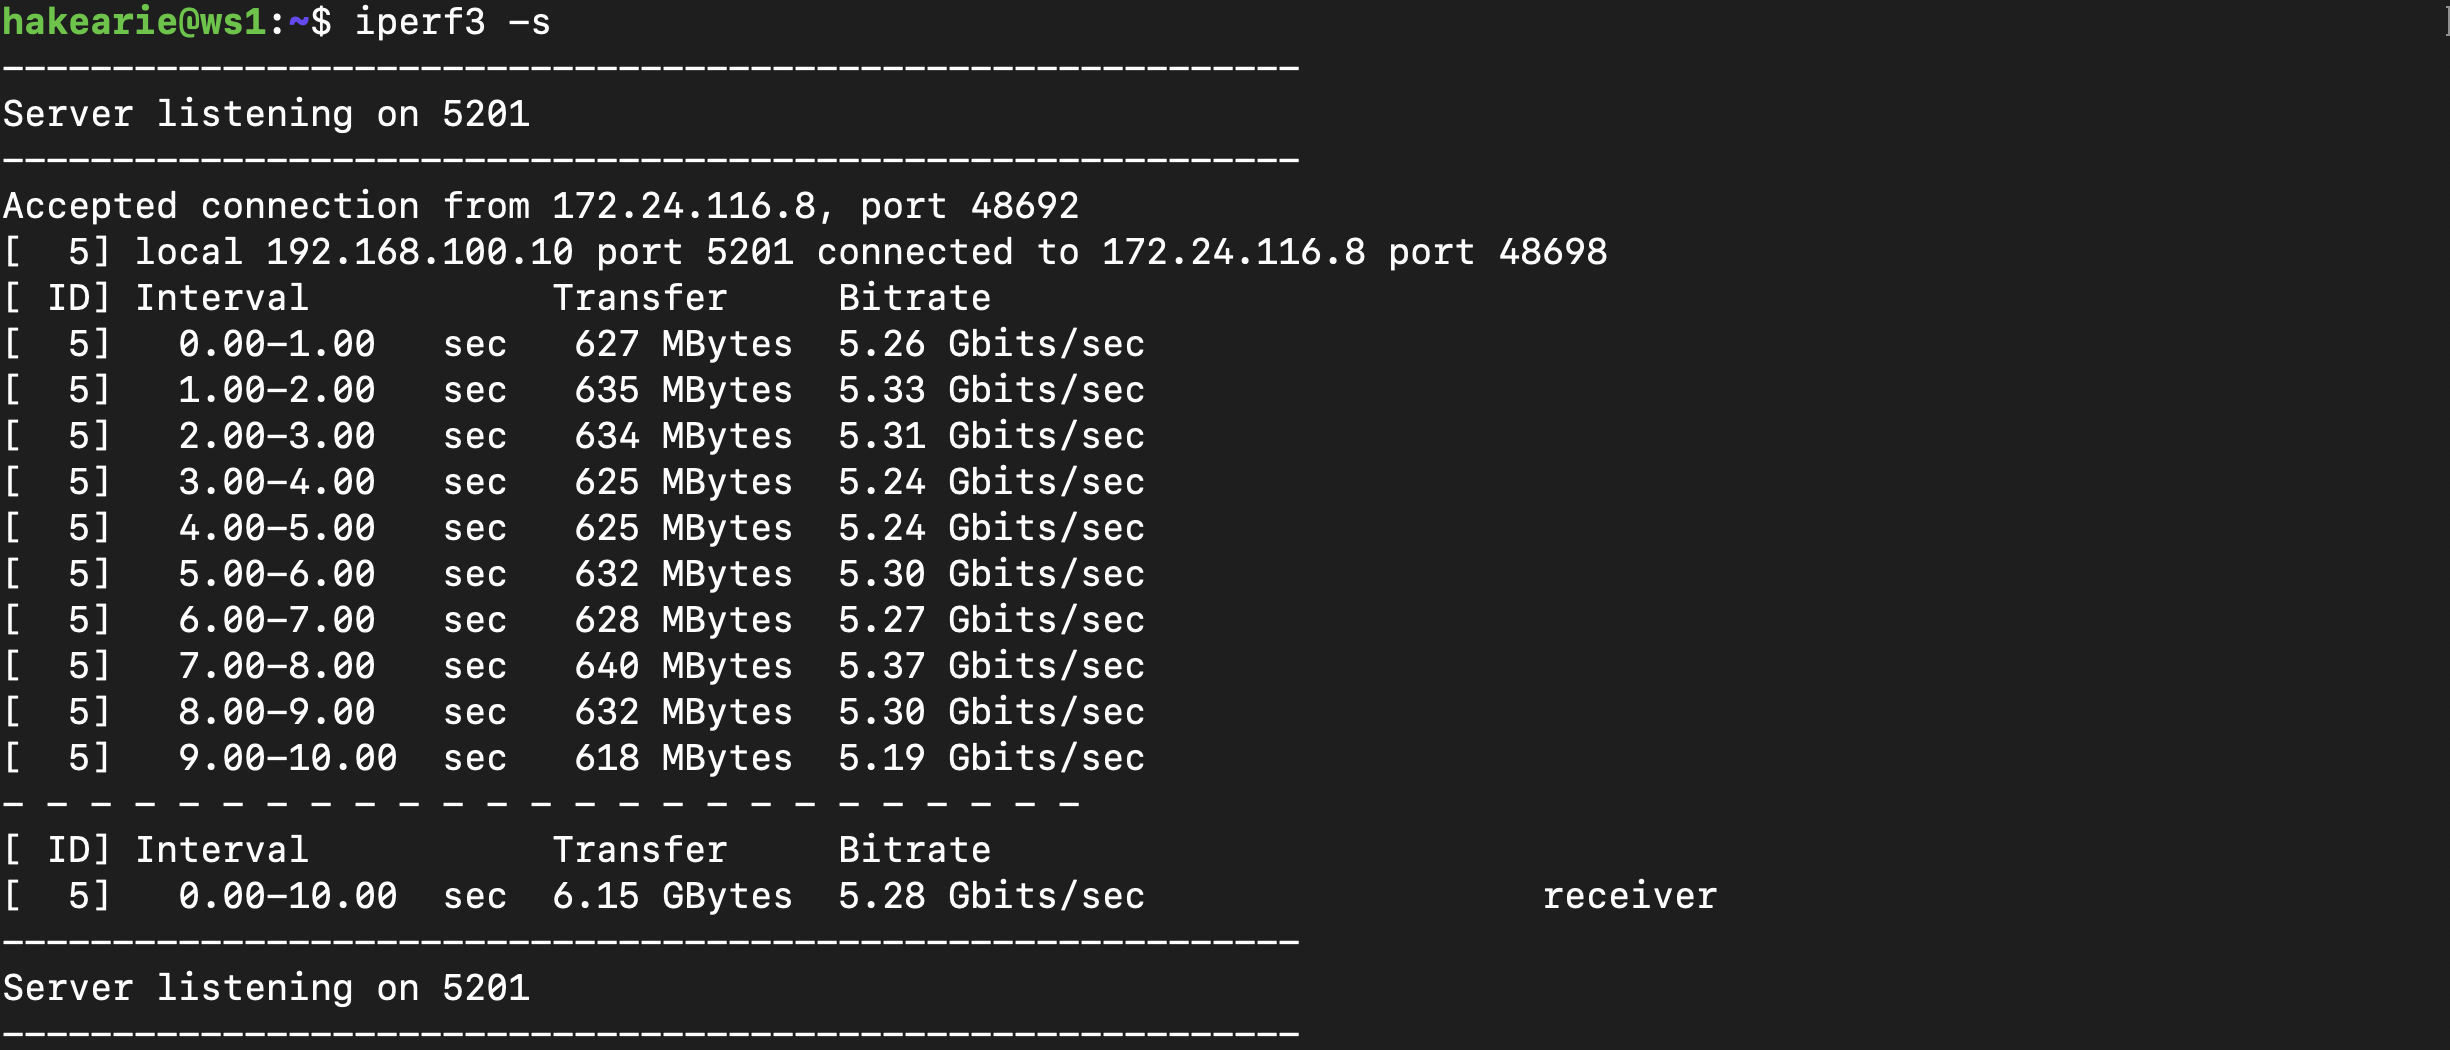 hakearie@ws1:~$ iperf3 -s
-----------------------------------------------------------
Server listening on 5201
-----------------------------------------------------------
Accepted connection from 172.24.116.8, port 48692
[  5] local 192.168.100.10 port 5201 connected to 172.24.116.8 port 48698
[ ID] Interval           Transfer     Bitrate
[  5]   0.00-1.00   sec   627 MBytes  5.26 Gbits/sec
[  5]   1.00-2.00   sec   635 MBytes  5.33 Gbits/sec
[  5]   2.00-3.00   sec   634 MBytes  5.31 Gbits/sec
[  5]   3.00-4.00   sec   625 MBytes  5.24 Gbits/sec
[  5]   4.00-5.00   sec   625 MBytes  5.24 Gbits/sec
[  5]   5.00-6.00   sec   632 MBytes  5.30 Gbits/sec
[  5]   6.00-7.00   sec   628 MBytes  5.27 Gbits/sec
[  5]   7.00-8.00   sec   640 MBytes  5.37 Gbits/sec
[  5]   8.00-9.00   sec   632 MBytes  5.30 Gbits/sec
[  5]   9.00-10.00  sec   618 MBytes  5.19 Gbits/sec
- - - - - - - - - - - - - - - - - - - - - - - - -
[ ID] Interval           Transfer     Bitrate
[  5]   0.00-10.00  sec  6.15 GBytes  5.28 Gbits/sec                  receiver
-----------------------------------------------------------
Server listening on 5201
-----------------------------------------------------------